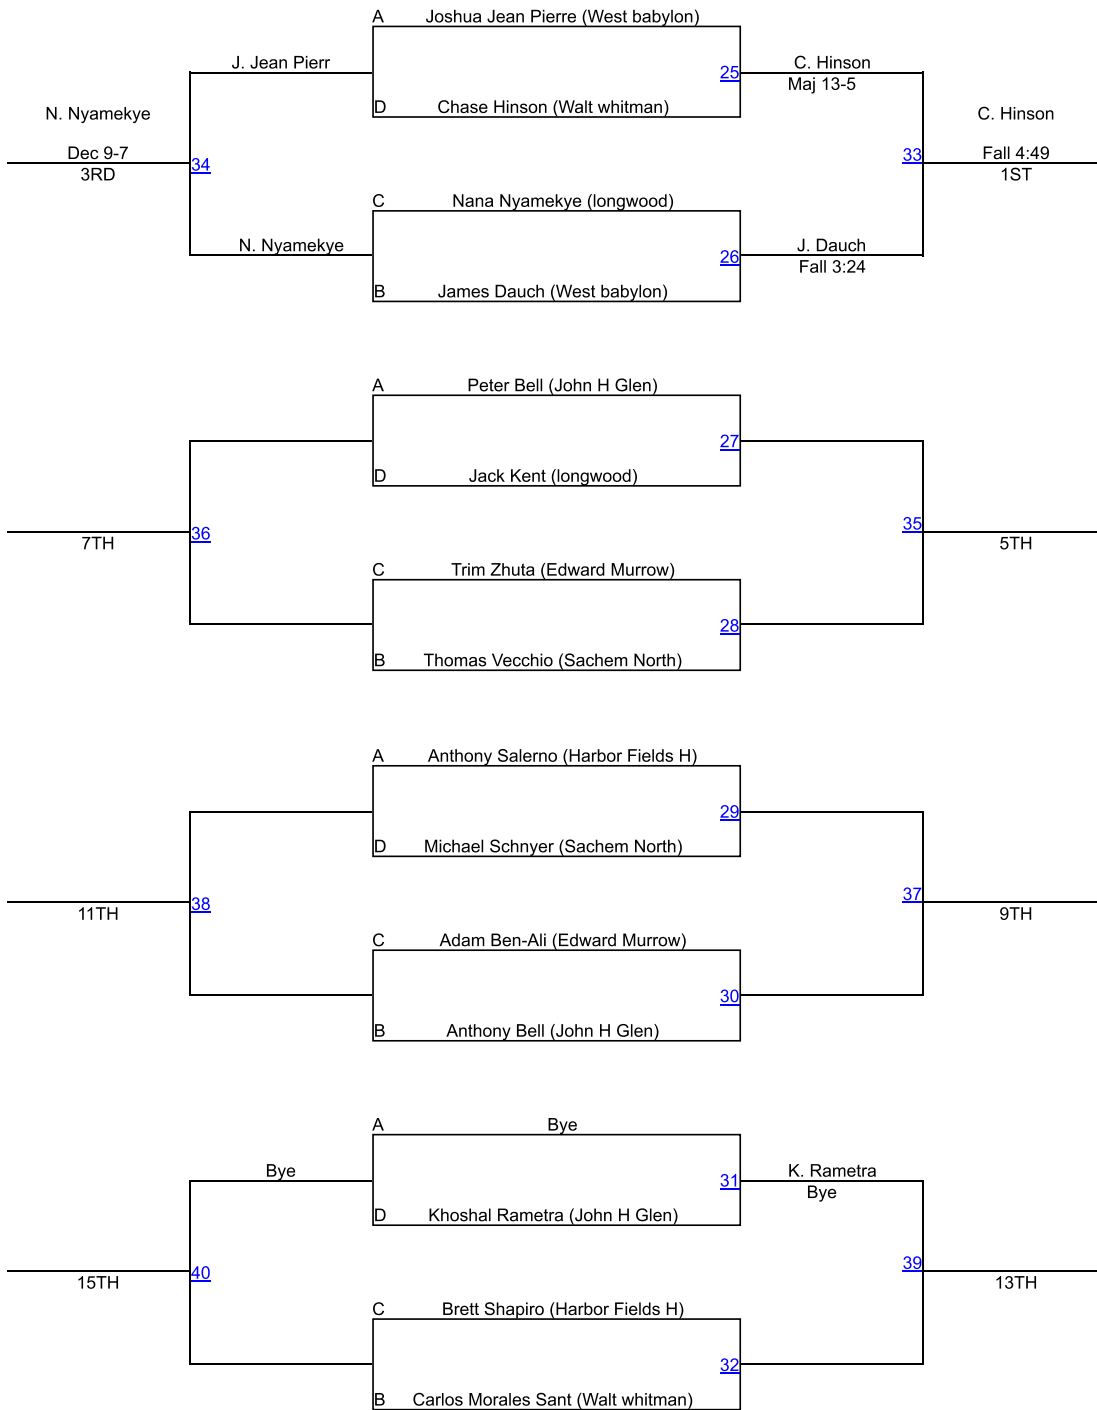 A Joshua Jean Pierre (West babylon)
J. Jean Pierr
25
C. Hinson
Maj 13-5
D Chase Hinson (Walt whitman)
N. Nyamekye
Dec 9-7
3RD
34
33
C. Hinson
Fall 4:49
1ST
C Nana Nyamekye (longwood)
N. Nyamekye
26
J. Dauch
Fall 3:24
B James Dauch (West babylon)
A Peter Bell (John H Glen)
27
D Jack Kent (longwood)
36
7TH
35
5TH
C Trim Zhuta (Edward Murrow)
28
B Thomas Vecchio (Sachem North)
A Anthony Salerno (Harbor Fields H)
29
D Michael Schnyer (Sachem North)
38
11TH
37
9TH
C Adam Ben-Ali (Edward Murrow)
30
B Anthony Bell (John H Glen)
A Bye
Bye
31
K. Rametra
Bye
D Khoshal Rametra (John H Glen)
40
15TH
39
13TH
C Brett Shapiro (Harbor Fields H)
32
B Carlos Morales Sant (Walt whitman)